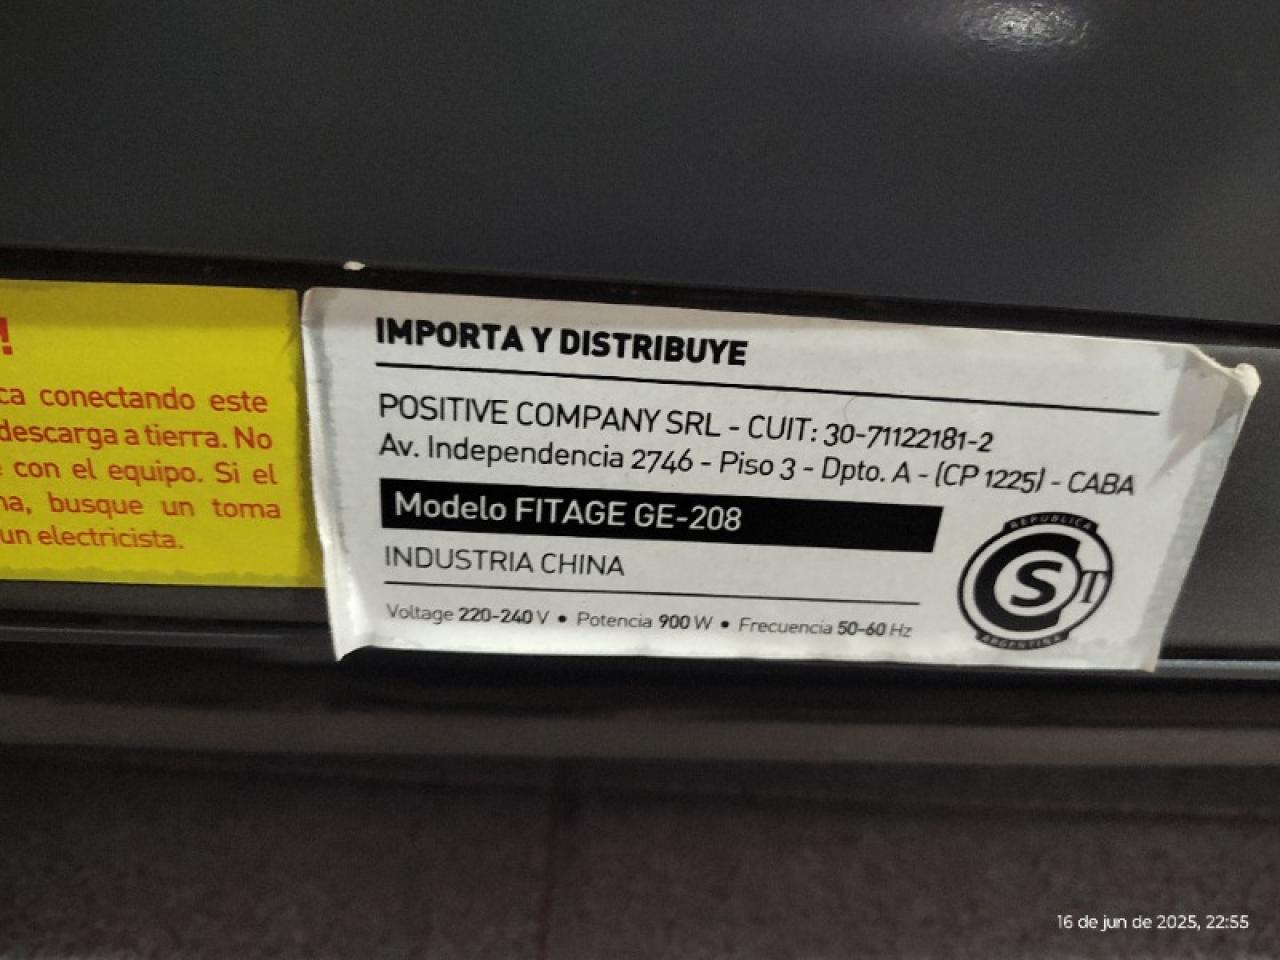 !
ca conectando este
descarga a tierra. No
con el equipo. Si el
na, busque un toma
un electricista.
IMPORTA Y DISTRIBUYE
POSITIVE COMPANY SRL - CUIT: 30-71122181-2
Av. Independencia 2746 - Piso 3 - Dpto. A - (CP 1225) - CABA
Modelo FITAGE GE-208
INDUSTRIA CHINA
Voltage 220-240 V • Potencia 900 W • Frecuencia 50-60 Hz
REPUBLICA
S
ARGENTINA
16 de jun de 2025, 22:55